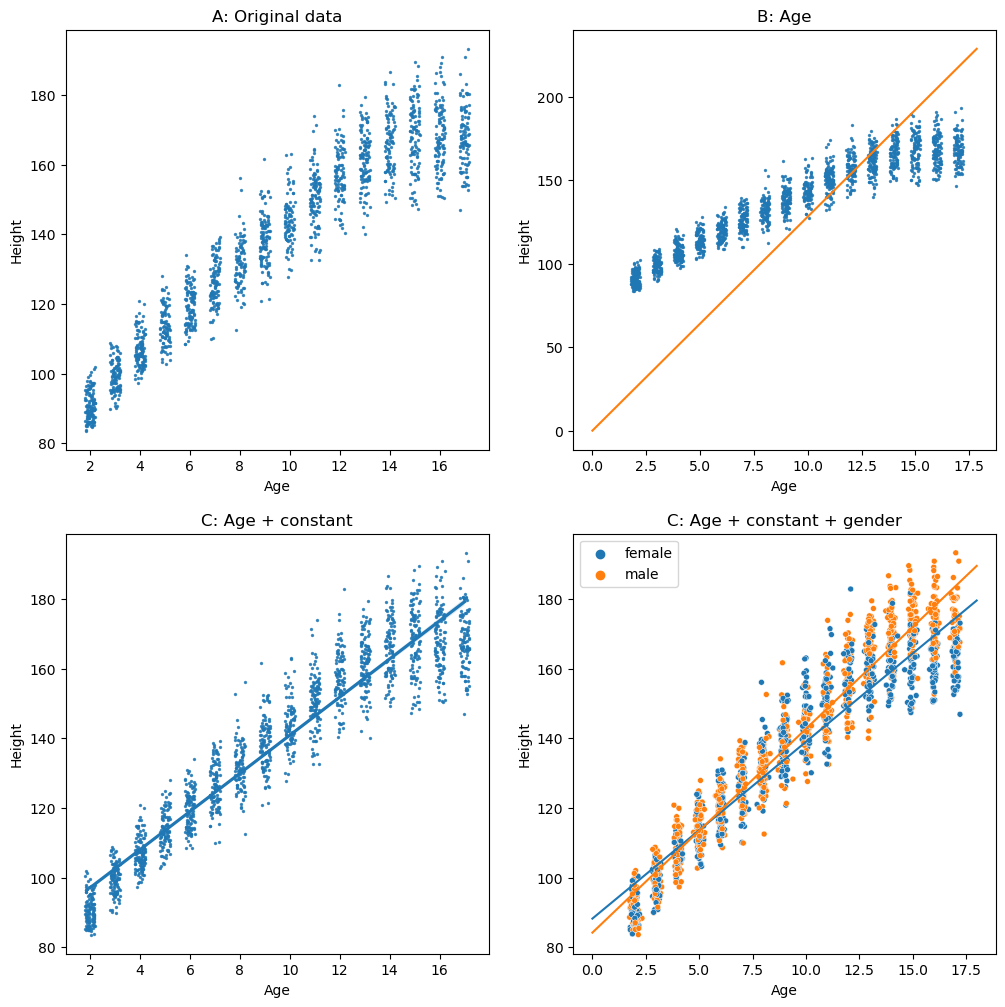 A: Original data
180
160
140
120
100
80
Height
2 4 6 8 10 12 14 16
Age
B: Age
200
150
100
50
0
Height
0.0 2.5 5.0 7.5 10.0 12.5 15.0 17.5
Age
C: Age + constant
180
160
140
120
100
80
Height
2 4 6 8 10 12 14 16
Age
C: Age + constant + gender
female
male
180
160
140
120
100
80
Height
0.0 2.5 5.0 7.5 10.0 12.5 15.0 17.5
Age